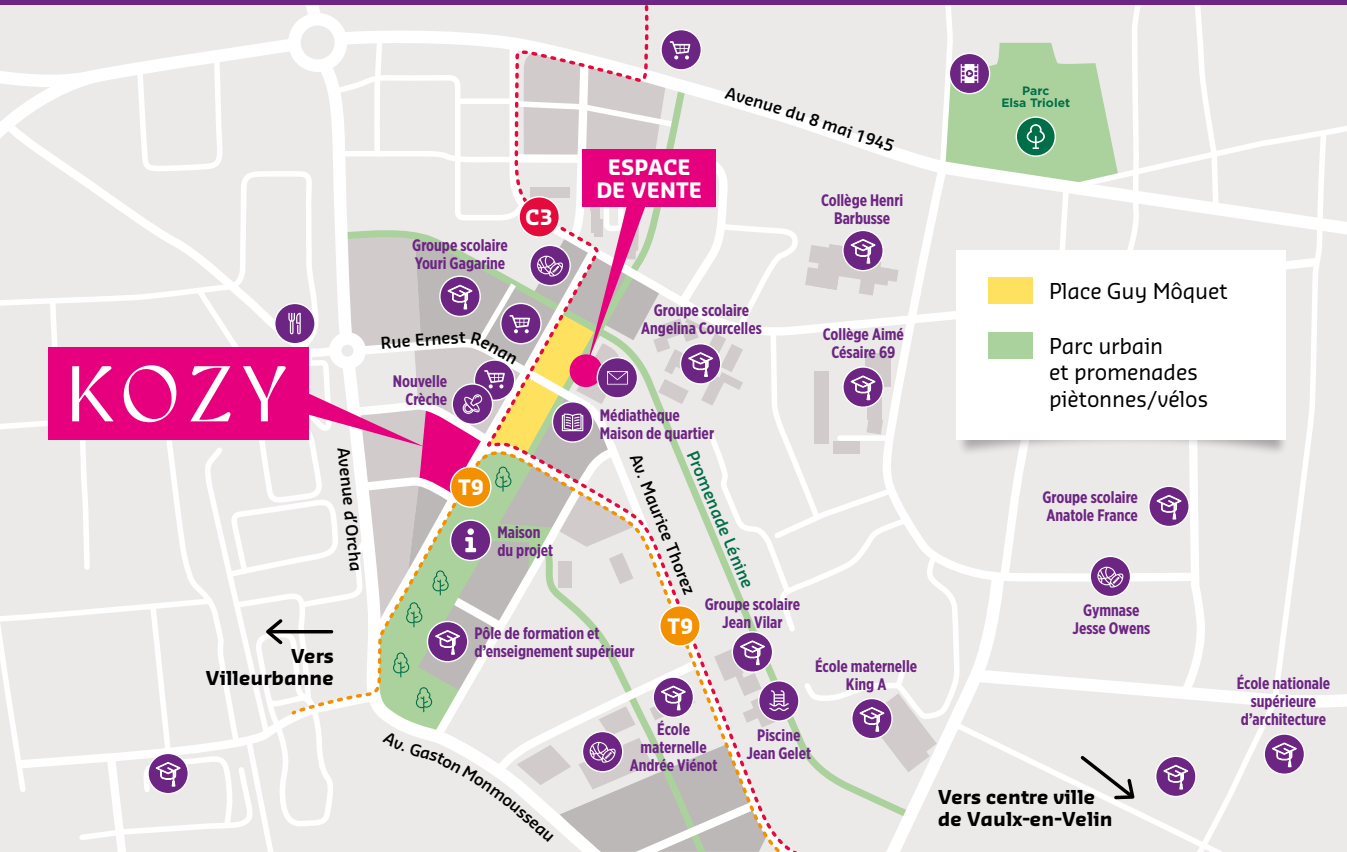 Avenue du 8 mai 1945
Parc
Elsa Triolet
ESPACE
DE VENTE
C3
Collège Henri
Barbusse
Groupe scolaire
Youri Gagarine
Place Guy Môquet
Parc urbain
et promenades
piètonnes/vélos
Groupe scolaire
Angelina Courcelles
Rue Ernest Renan
Collège Aimé
Césaire 69
KOZY
Nouvelle
Crèche
Médiathèque
Maison de quartier
Avenue d'Orcha
T9
Av. Maurice Thorez
Promenade Lénine
Groupe scolaire
Anatole France
Maison
du projet
Gymnase
Jesse Owens
Groupe scolaire
Jean Vilar
T9
Pôle de formation et
d'enseignement supérieur
Vers
Villeurbanne
École maternelle
King A
École nationale
supérieure
d'architecture
École
maternelle
Andrée Viénot
Piscine
Jean Gelet
Av. Gaston Monmousseau
Vers centre ville
de Vaulx-en-Velin